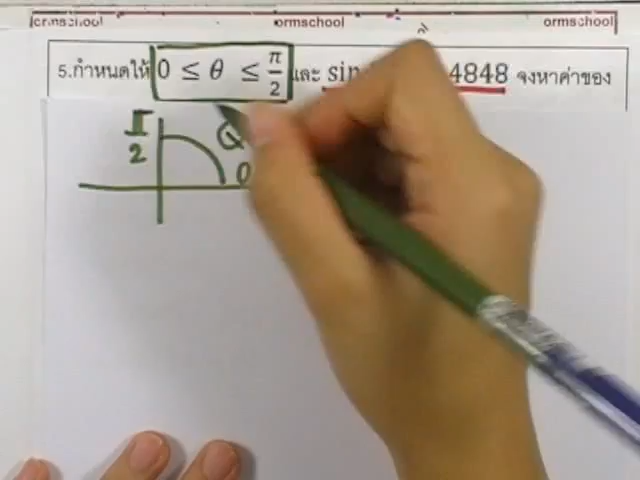 ormschool ormschool ormschool
5.กำหนดให้ 0 ≤ θ ≤ π/2 และ sin 4848 จงหาค่าของ
π/2 Q
0